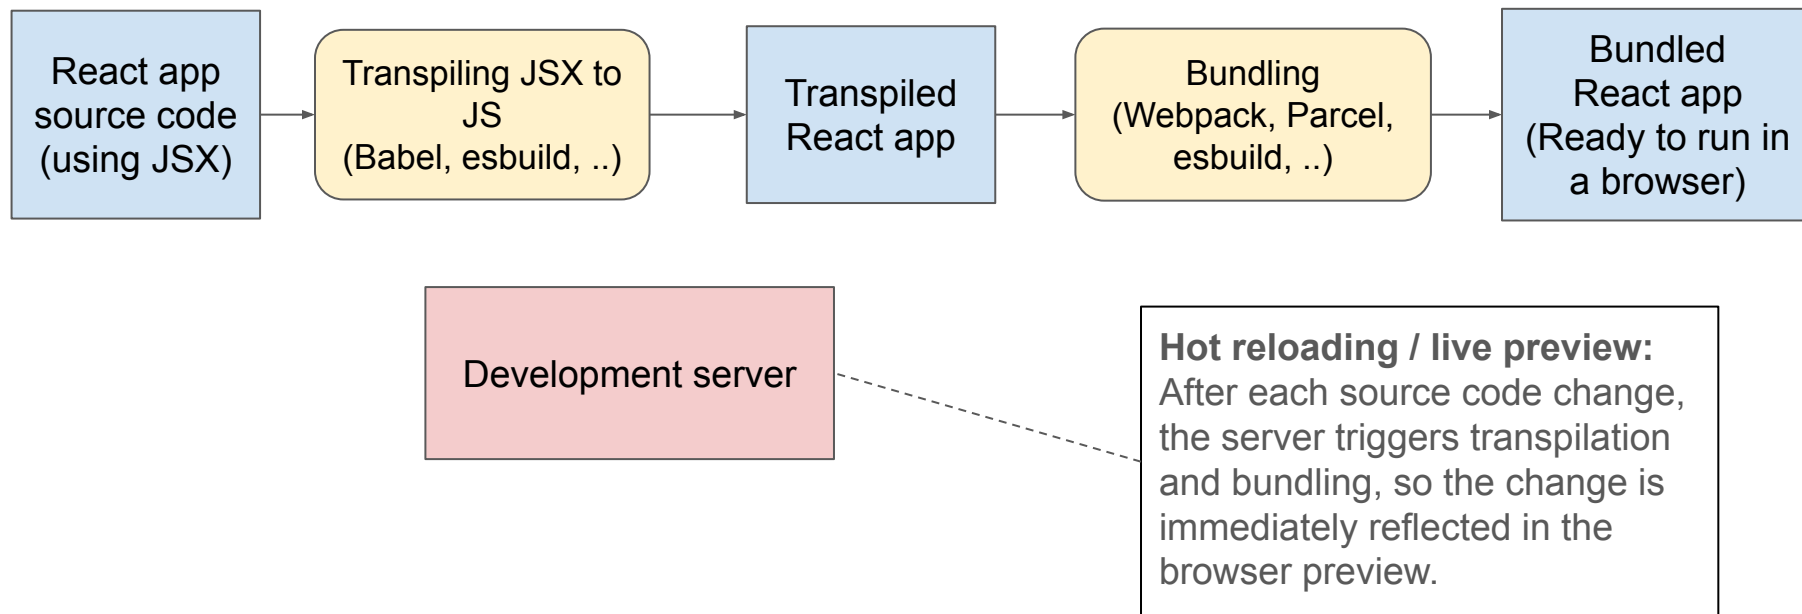 React app
source code
(using JSX)
Transpiling JSX to
JS
(Babel, esbuild, ..)
Transpiled
React app
Bundling
(Webpack, Parcel,
esbuild, ..)
Bundled
React app
(Ready to run in
a browser)
Development server
Hot reloading / live preview:
After each source code change,
the server triggers transpilation
and bundling, so the change is
immediately reflected in the
browser preview.